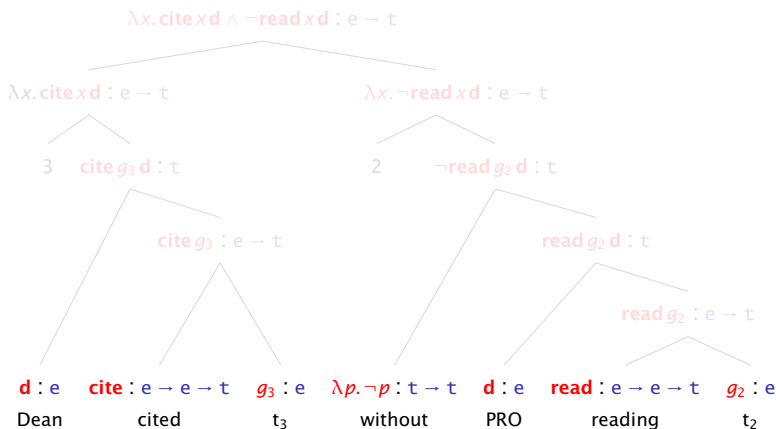 λx. cite x d ∧ ¬read x d : e → t
λx. cite x d : e → t λx. ¬read x d : e → t
3 cite g₃ d : t 2 ¬read g₂ d : t
cite g₃ : e → t read g₂ d : t
read g₂ : e → t
d : e cite : e → e → t g₃ : e λp. ¬p : t → t d : e read : e → e → t g₂ : e
Dean cited t₃ without PRO reading t₂